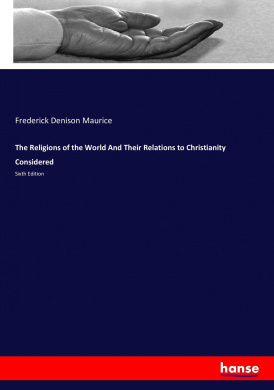 Frederick Denison Maurice
The Religions of the World And Their Relations to Christianity
Considered
Sixth Edition
hanse